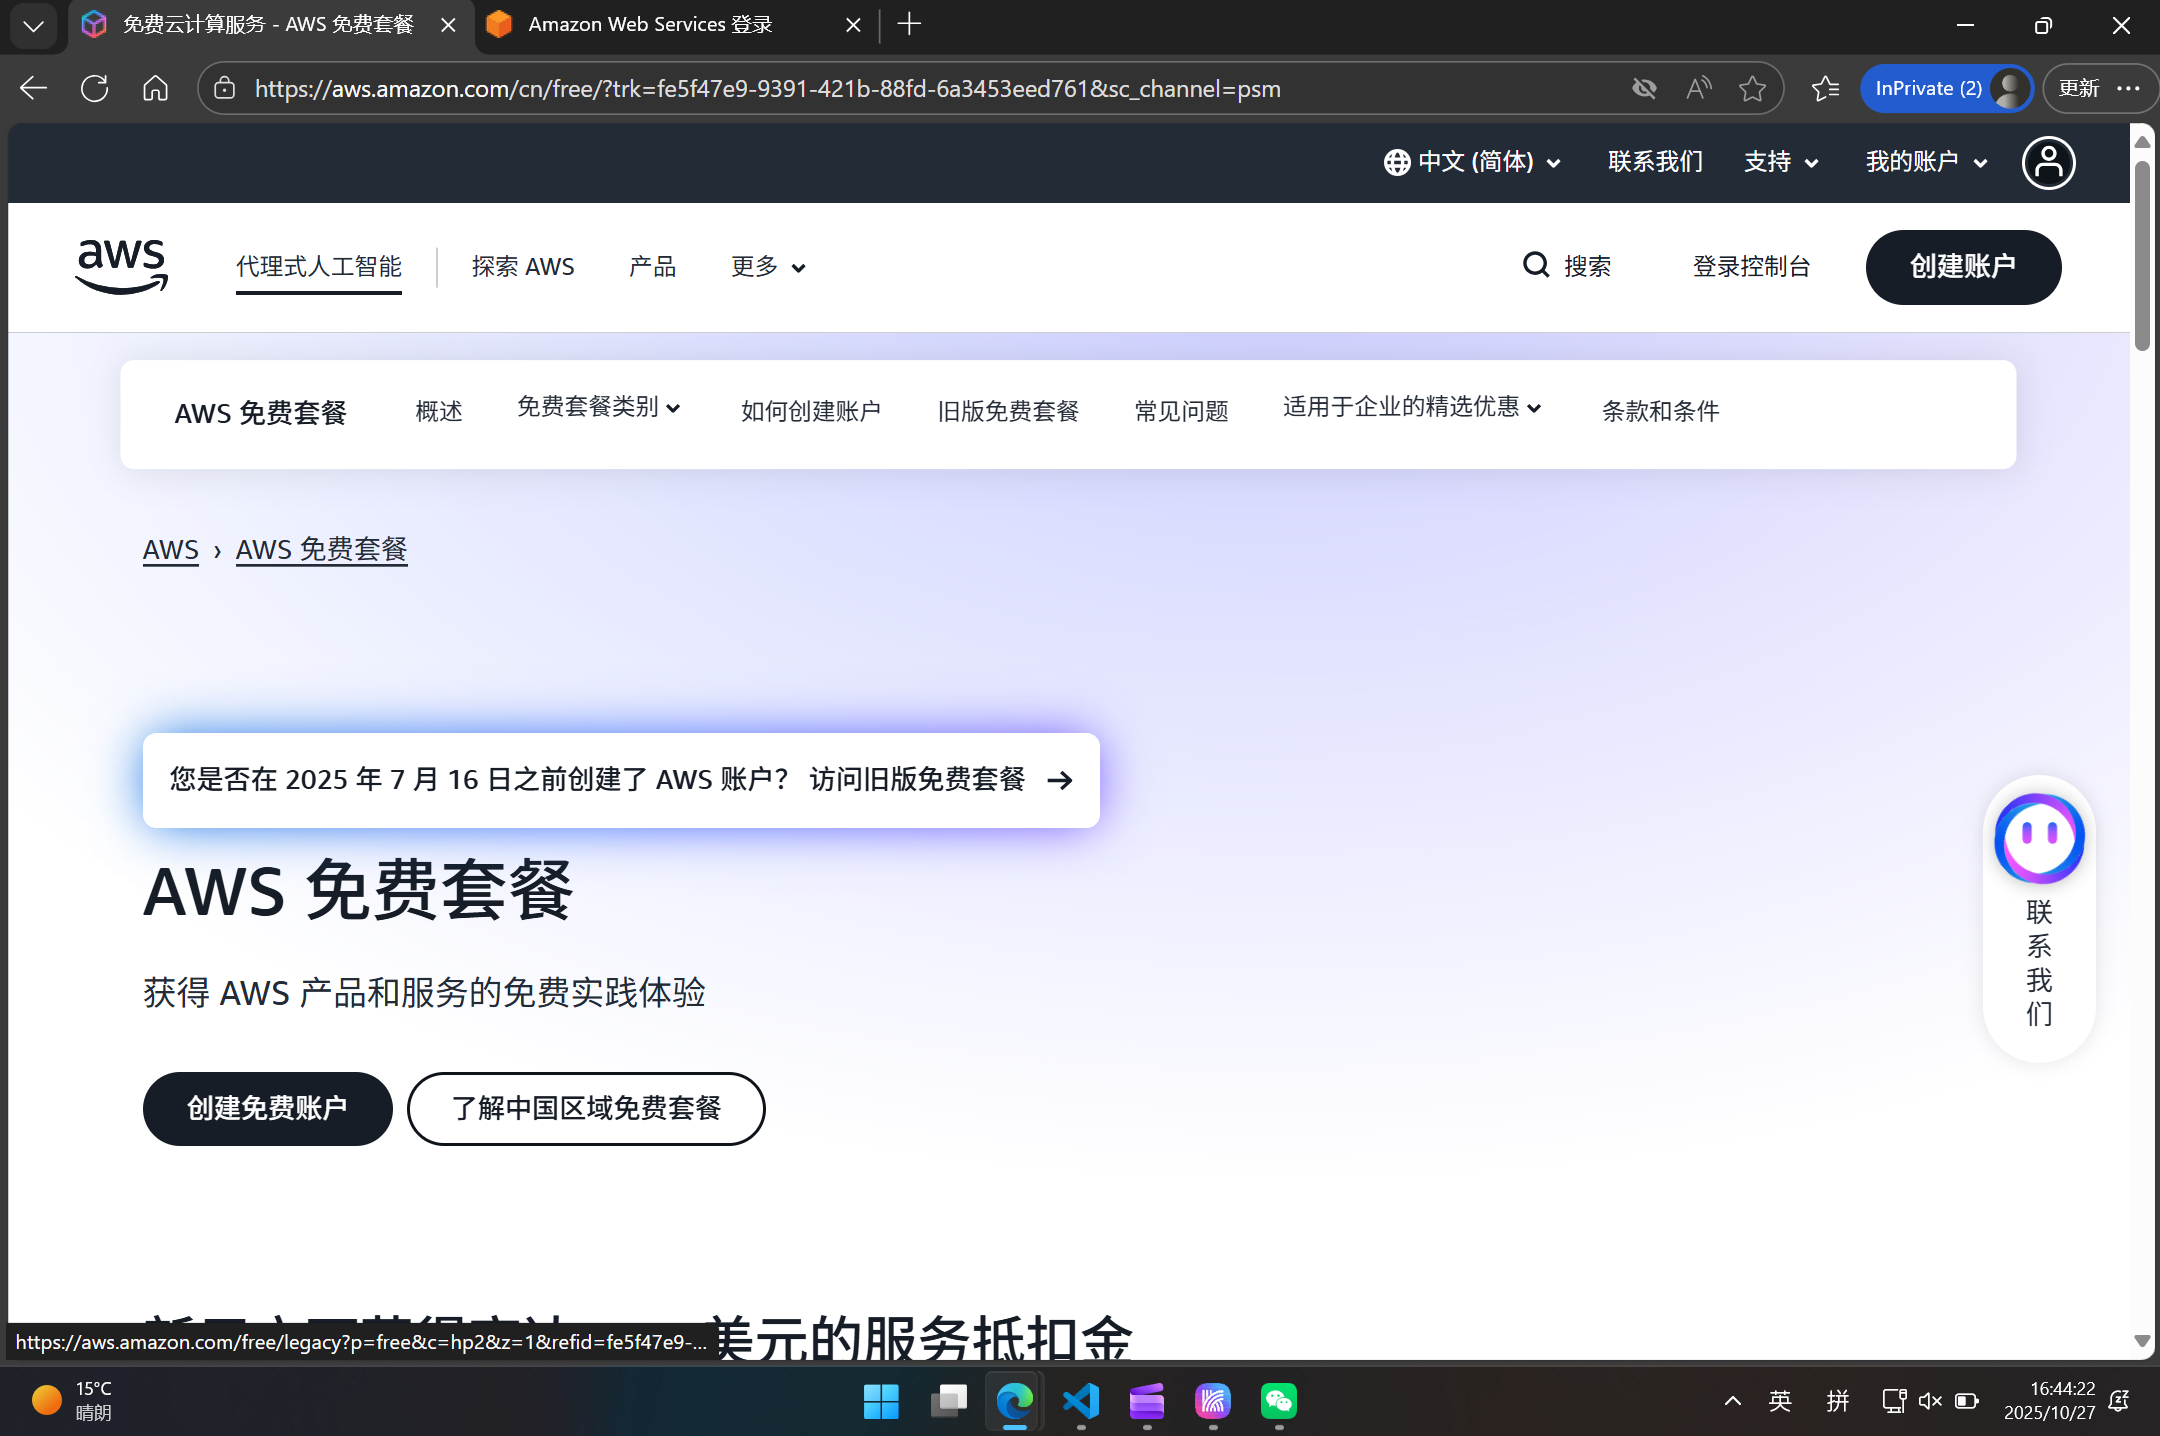 免费云计算服务 - AWS 免费套餐
Amazon Web Services 登录
https://aws.amazon.com/cn/free/?trk=fe5f47e9-9391-421b-88fd-6a3453eed761&sc_channel=psm
InPrivate (2)
更新
中文 (简体)
联系我们
支持
我的账户
aws
代理式人工智能
探索 AWS
产品
更多
搜索
登录控制台
创建账户
AWS 免费套餐
概述
免费套餐类别
如何创建账户
旧版免费套餐
常见问题
适用于企业的精选优惠
条款和条件
AWS › AWS 免费套餐
您是否在 2025 年 7 月 16 日之前创建了 AWS 账户？ 访问旧版免费套餐 →
AWS 免费套餐
获得 AWS 产品和服务的免费实践体验
创建免费账户
了解中国区域免费套餐
联系我们
美元的服务抵扣金
https://aws.amazon.com/free/legacy?p=free&c=hp2&z=1&refid=fe5f47e9-...
15°C
晴朗
英
拼
16:44:22
2025/10/27